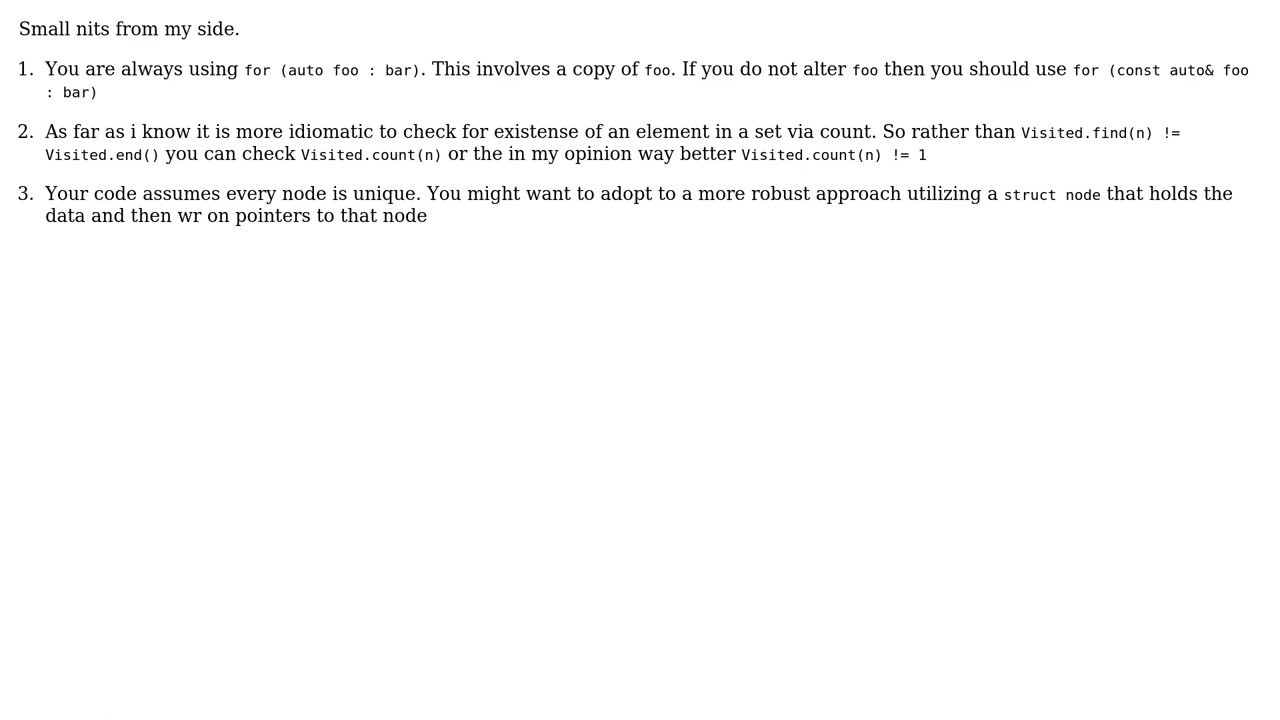 Small nits from my side.
1. You are always using for (auto foo : bar). This involves a copy of foo. If you do not alter foo then you should use for (const auto& foo
: bar)
2. As far as i know it is more idiomatic to check for existense of an element in a set via count. So rather than Visited.find(n) !=
Visited.end() you can check Visited.count(n) or the in my opinion way better Visited.count(n) != 1
3. Your code assumes every node is unique. You might want to adopt to a more robust approach utilizing a struct node that holds the
data and then wr on pointers to that node